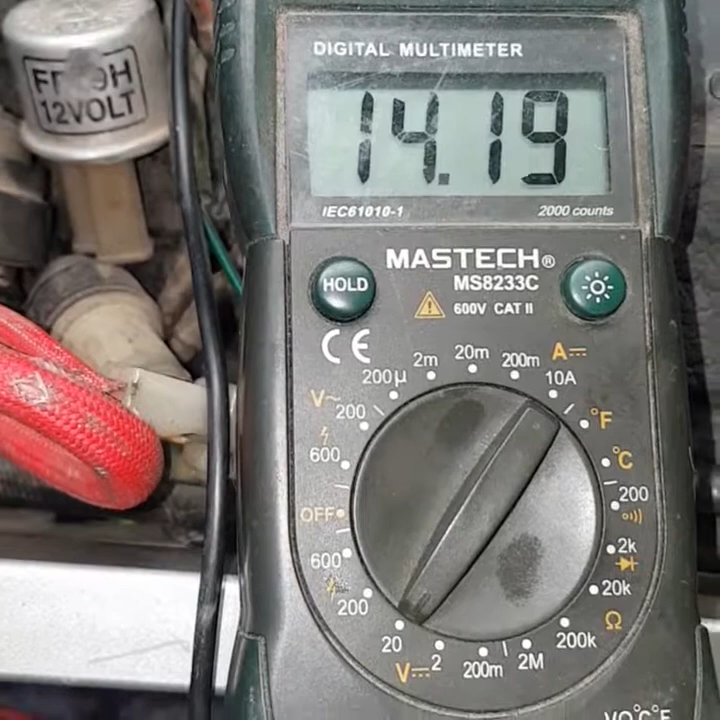 12VOLT
DIGITAL MULTIMETER
14.19
IEC61010-1
2000 counts
MASTECH®
MS8233C
HOLD
600V CAT II
CE
200µ
2m
20m
200m
A⎓
10A
V~
200
600
OFF
600
200
20
V⎓
2
200m
2M
200k
Ω
20k
2k
200
°C
°F